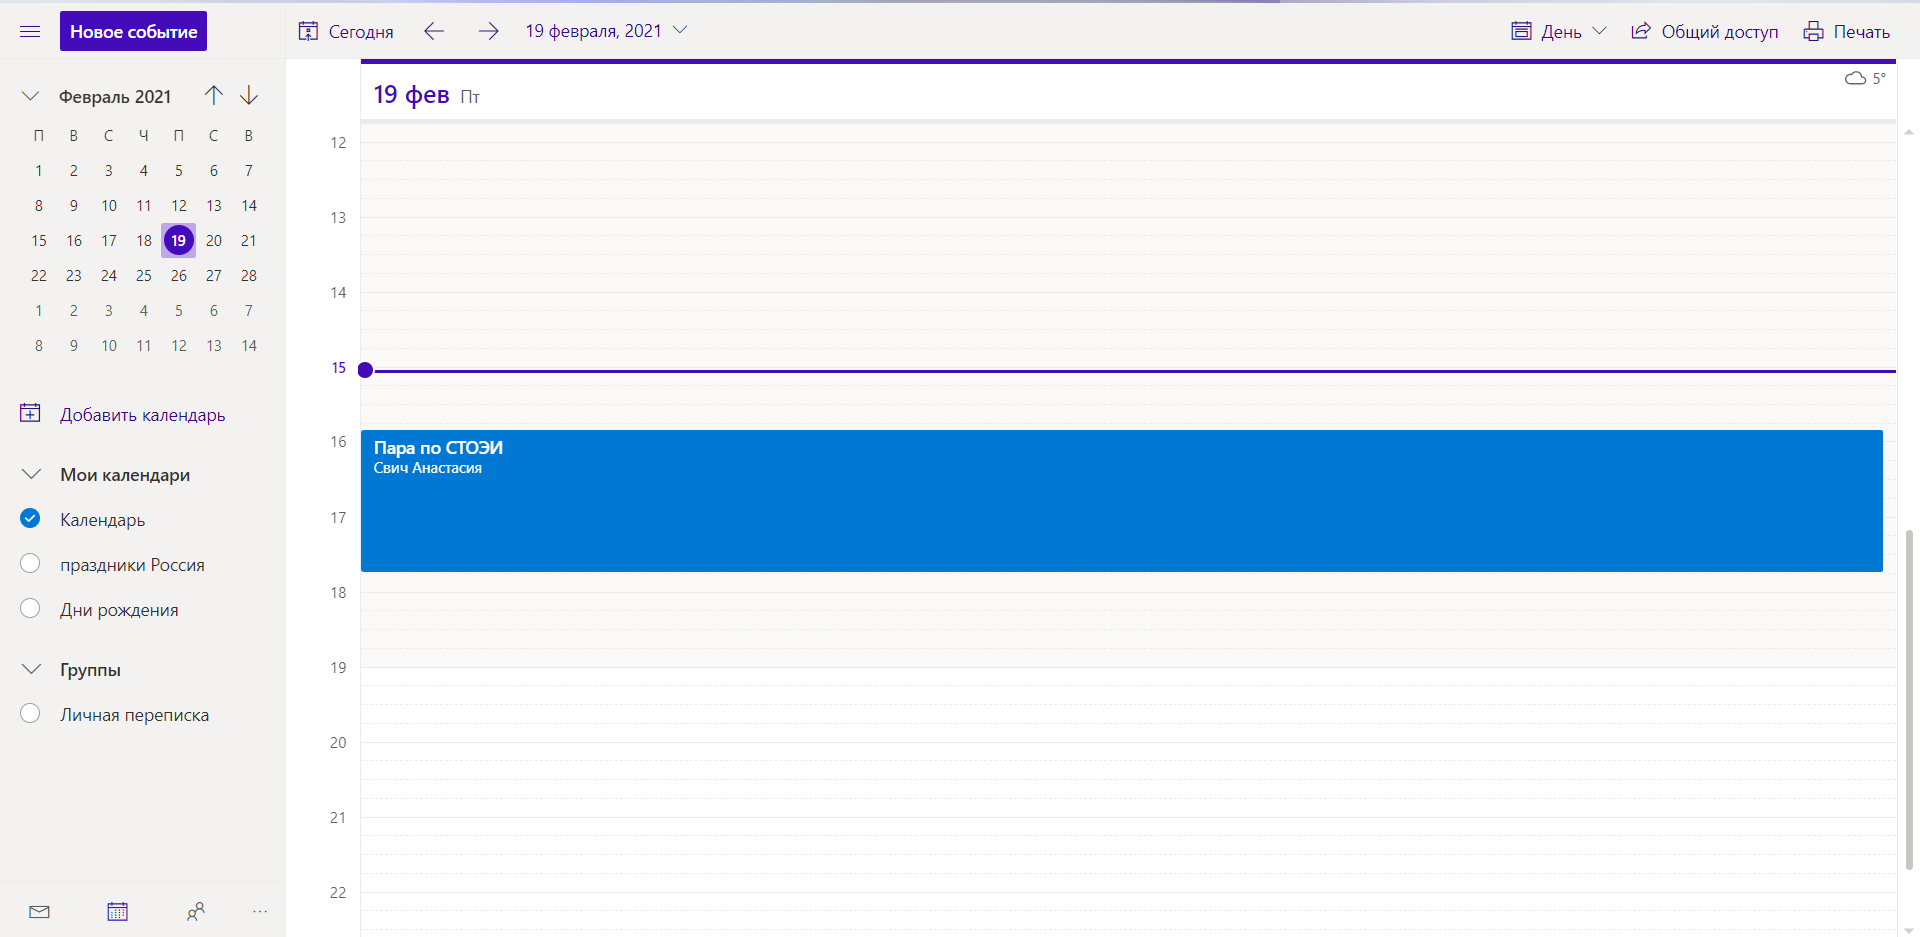 Новое событие
Сегодня
19 февраля, 2021
День
Общий доступ
Печать
Февраль 2021
П В С Ч П С В
1 2 3 4 5 6 7
8 9 10 11 12 13 14
15 16 17 18 19 20 21
22 23 24 25 26 27 28
1 2 3 4 5 6 7
8 9 10 11 12 13 14
Добавить календарь
Мои календари
Календарь
праздники Россия
Дни рождения
Группы
Личная переписка
19 фев Пт
5°
12
13
14
15
16
Пара по СТОЭИ
Свич Анастасия
17
18
19
20
21
22